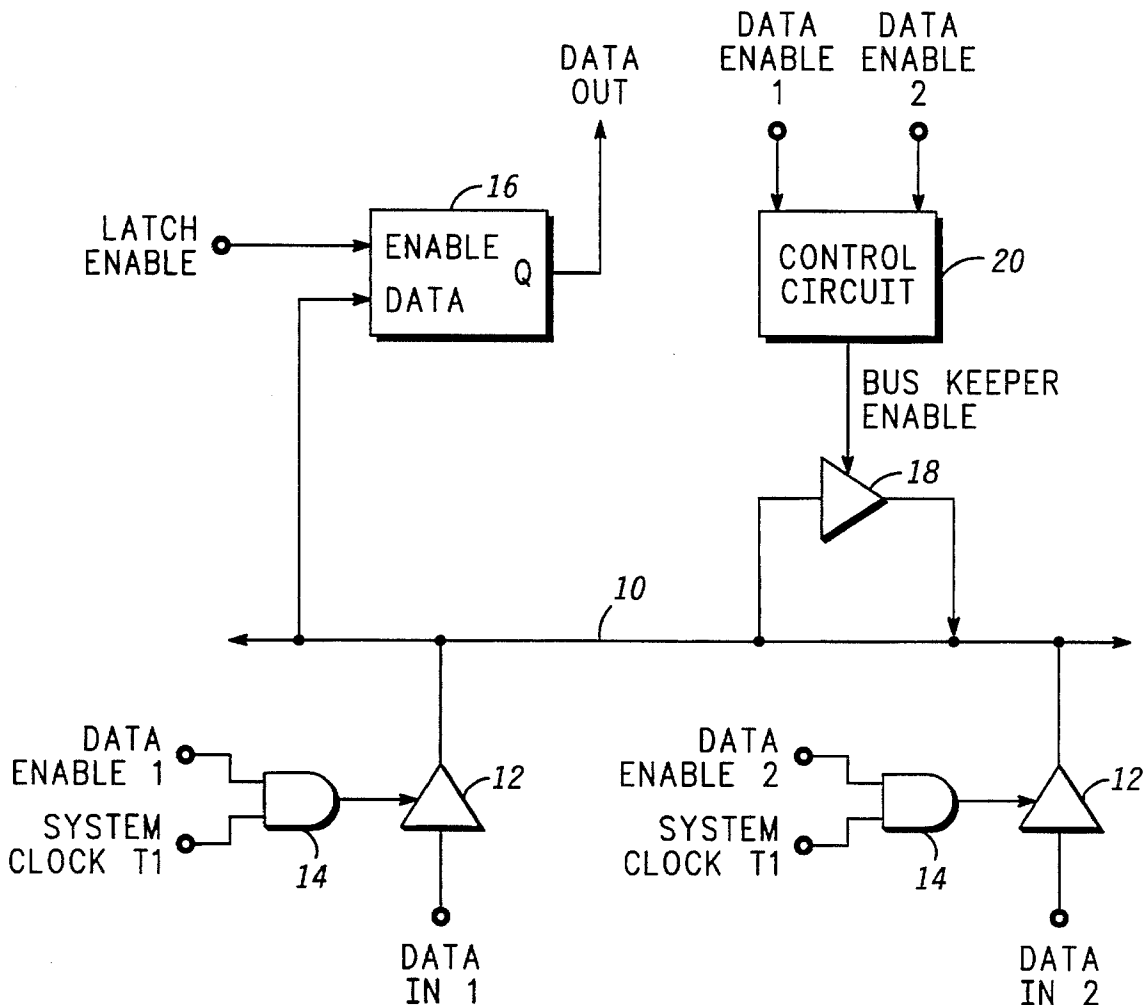 DATA
ENABLE
1
DATA
ENABLE
2
DATA
OUT
16
LATCH
ENABLE
ENABLE
Q
DATA
CONTROL
CIRCUIT
20
BUS KEEPER
ENABLE
18
10
DATA
ENABLE 1
SYSTEM
CLOCK T1
14
12
DATA
IN 1
DATA
ENABLE 2
SYSTEM
CLOCK T1
14
12
DATA
IN 2